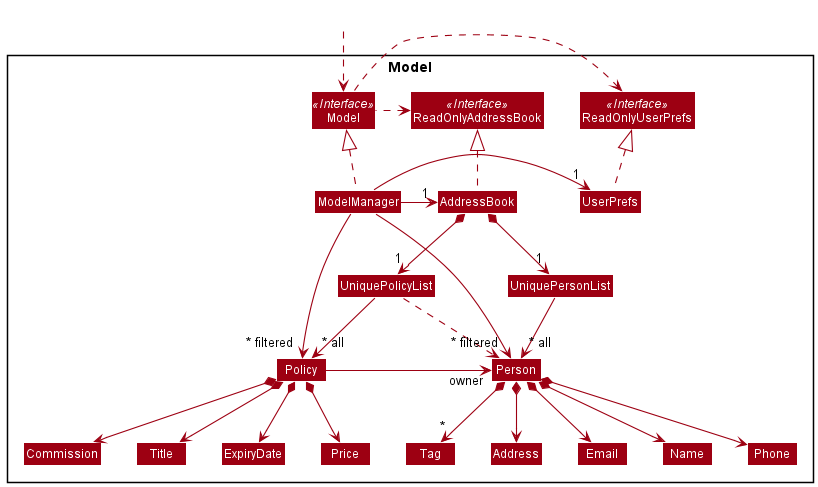 Model
«Interface»
Model
«Interface»
ReadOnlyAddressBook
«Interface»
ReadOnlyUserPrefs
1
1
ModelManager
AddressBook
UserPrefs
1
1
UniquePolicyList
UniquePersonList
* filtered
* all
* filtered
* all
Policy
Person
owner
*
Commission
Title
ExpiryDate
Price
Tag
Address
Email
Name
Phone